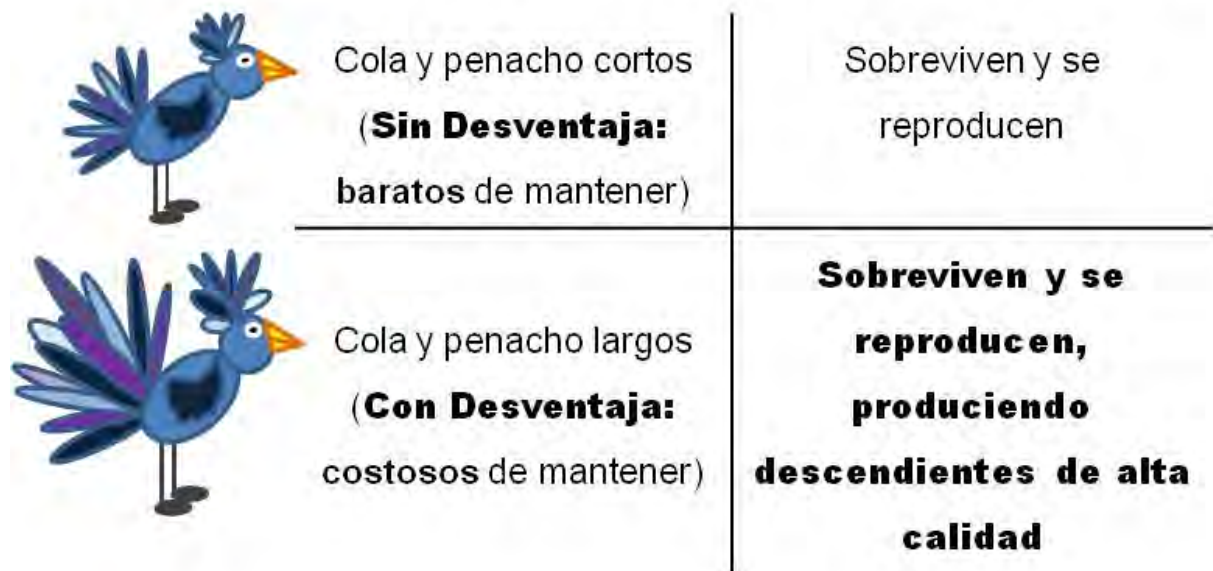 Cola y penacho cortos
(Sin Desventaja:
baratos de mantener)
Sobreviven y se
reproducen
Cola y penacho largos
(Con Desventaja:
costosos de mantener)
Sobreviven y se
reproducen,
produciendo
descendientes de alta
calidad